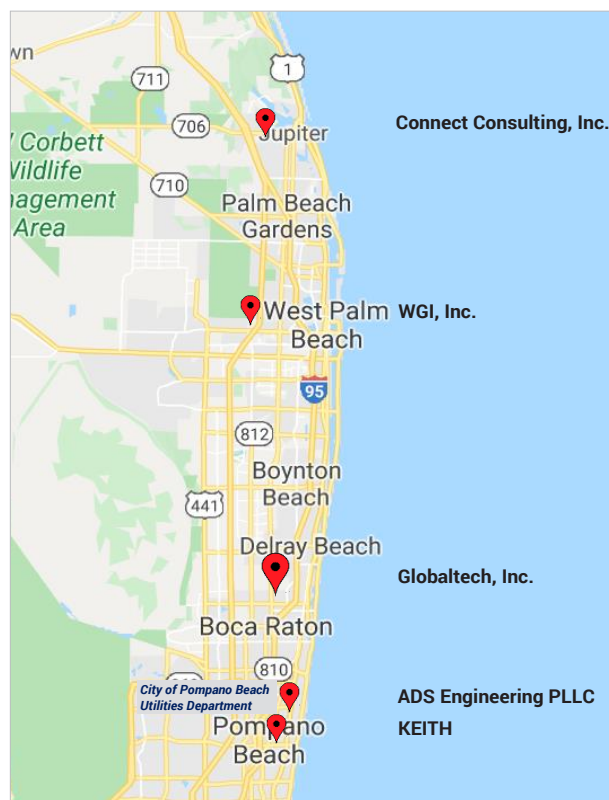 wn
1
711
706
Jupiter
Connect Consulting, Inc.
Corbett
Wildlife
nagement
Area
710
Palm Beach
Gardens
West Palm
Beach
WGI, Inc.
95
812
Boynton
Beach
441
Delray Beach
Globaltech, Inc.
Boca Raton
810
City of Pompano Beach
Utilities Department
ADS Engineering PLLC
Pompano
Beach
KEITH